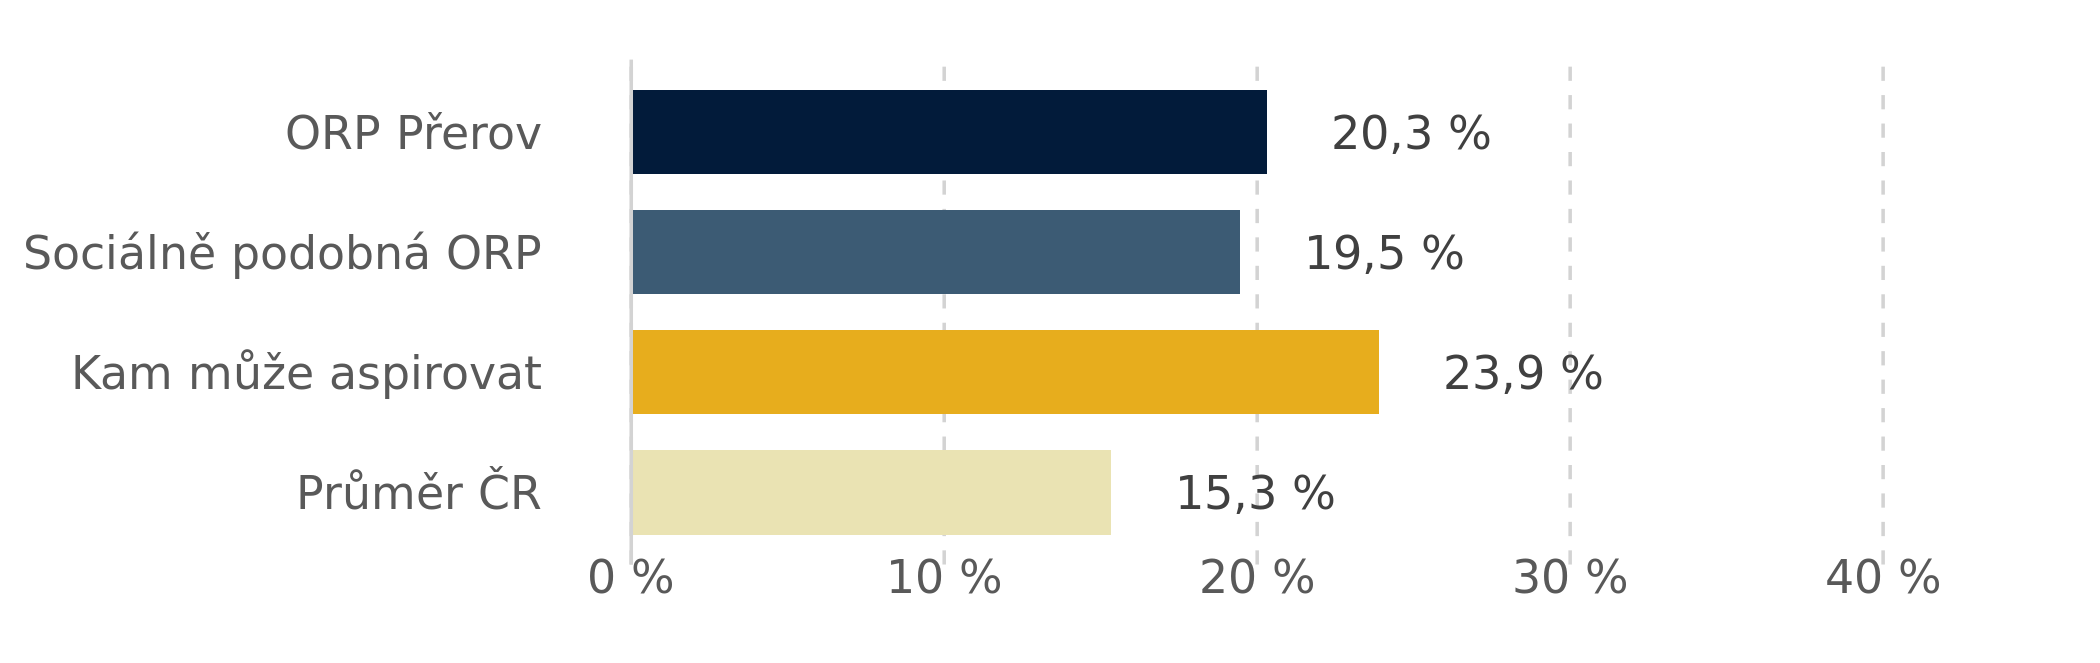 ORP Přerov 20,3 %
Sociálně podobná ORP 19,5 %
Kam může aspirovat 23,9 %
Průměr ČR 15,3 %
0 % 10 % 20 % 30 % 40 %